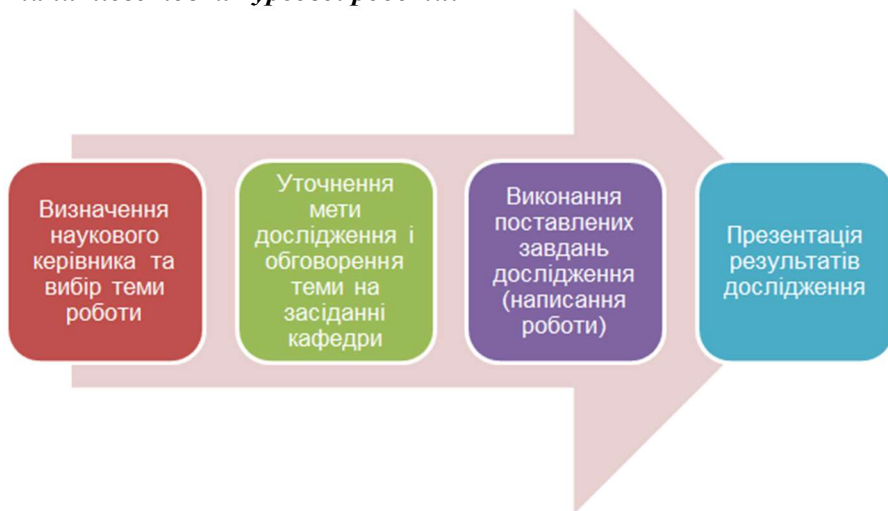 Визначення
наукового
керівника та
вибір теми
роботи
Уточнення
мети
дослідження і
обговорення
теми на
засіданні
кафедри
Виконання
поставлених
завдань
дослідження
(написання
роботи)
Презентація
результатів
дослідження